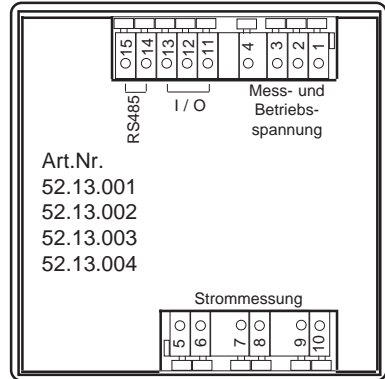 15 14 13 12 11 4 3 2 1
RS485
I / O
Mess- und
Betriebs-
spannung
Art.Nr.
52.13.001
52.13.002
52.13.003
52.13.004
Strommessung
5 6 7 8 9 10